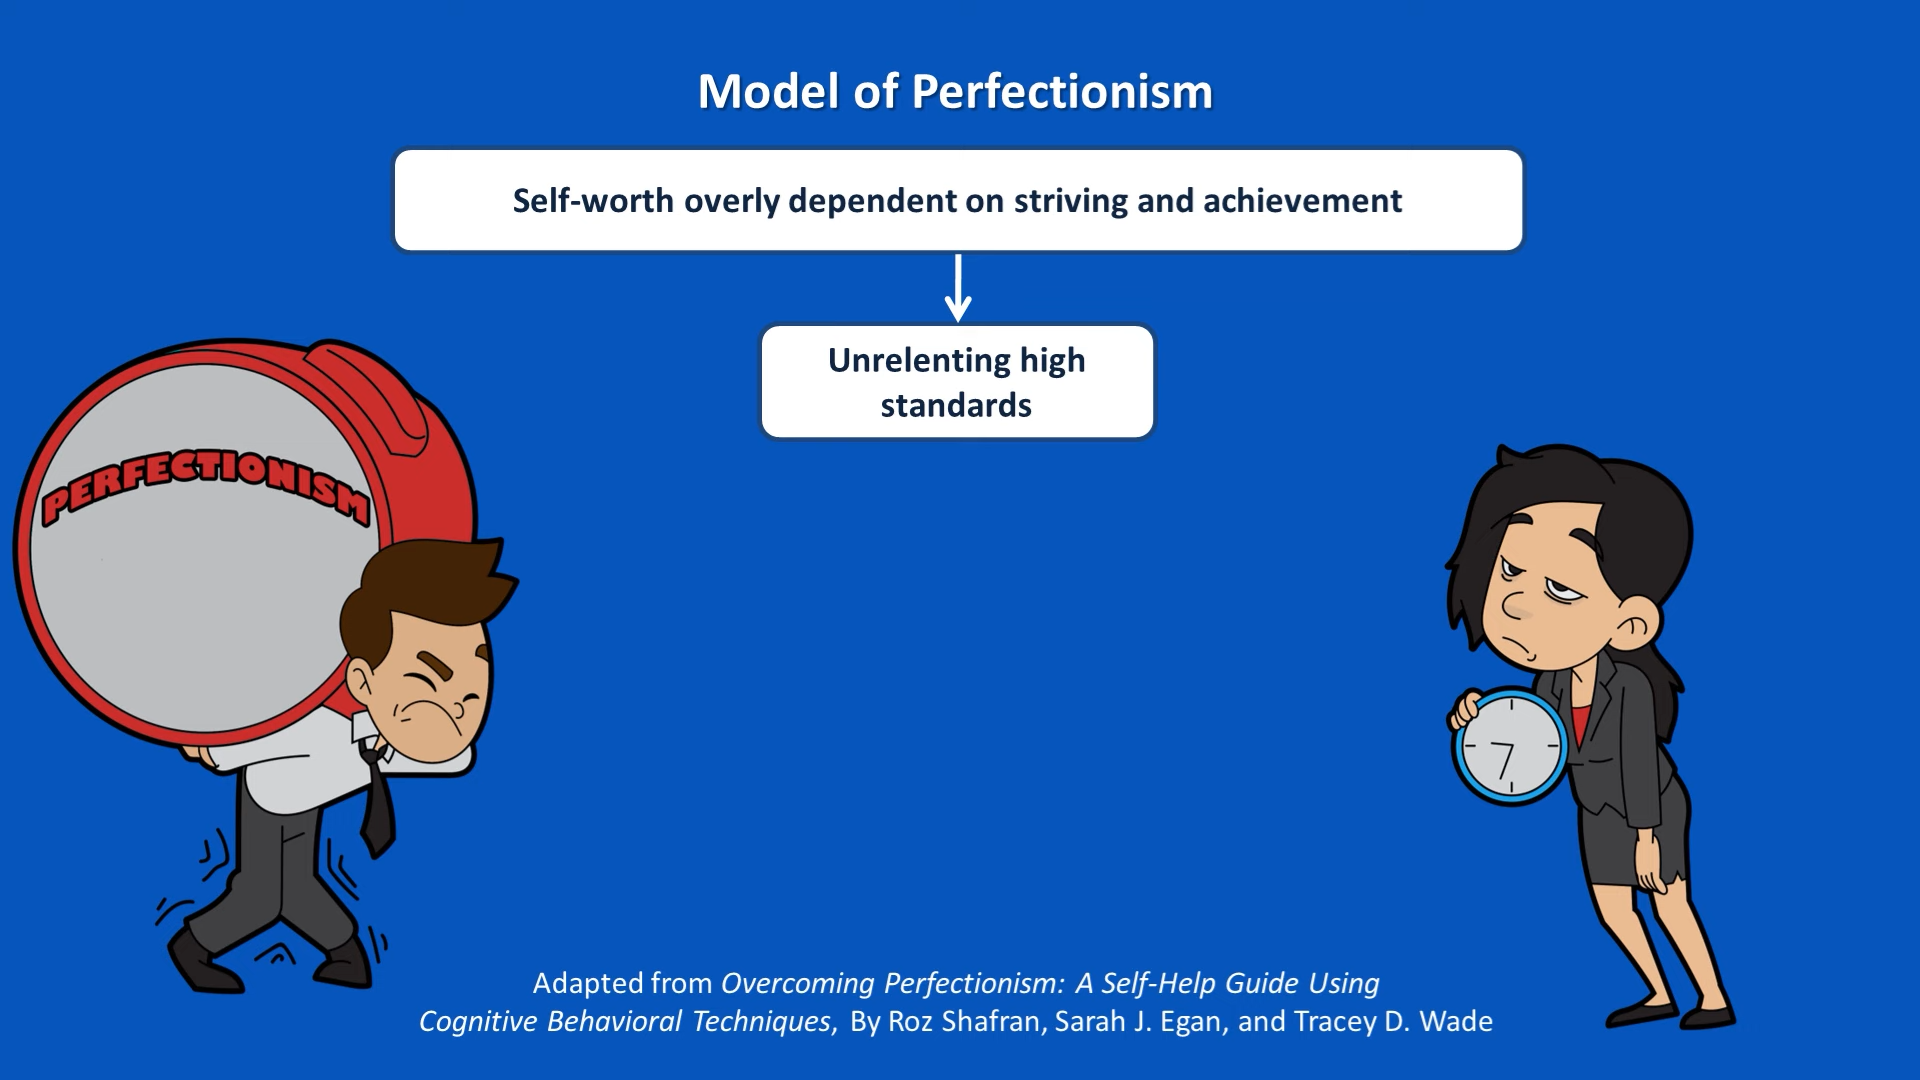 Model of Perfectionism
Self-worth overly dependent on striving and achievement
Unrelenting high
standards
PERFECTIONISM
Adapted from Overcoming Perfectionism: A Self-Help Guide Using
Cognitive Behavioral Techniques, By Roz Shafran, Sarah J. Egan, and Tracey D. Wade